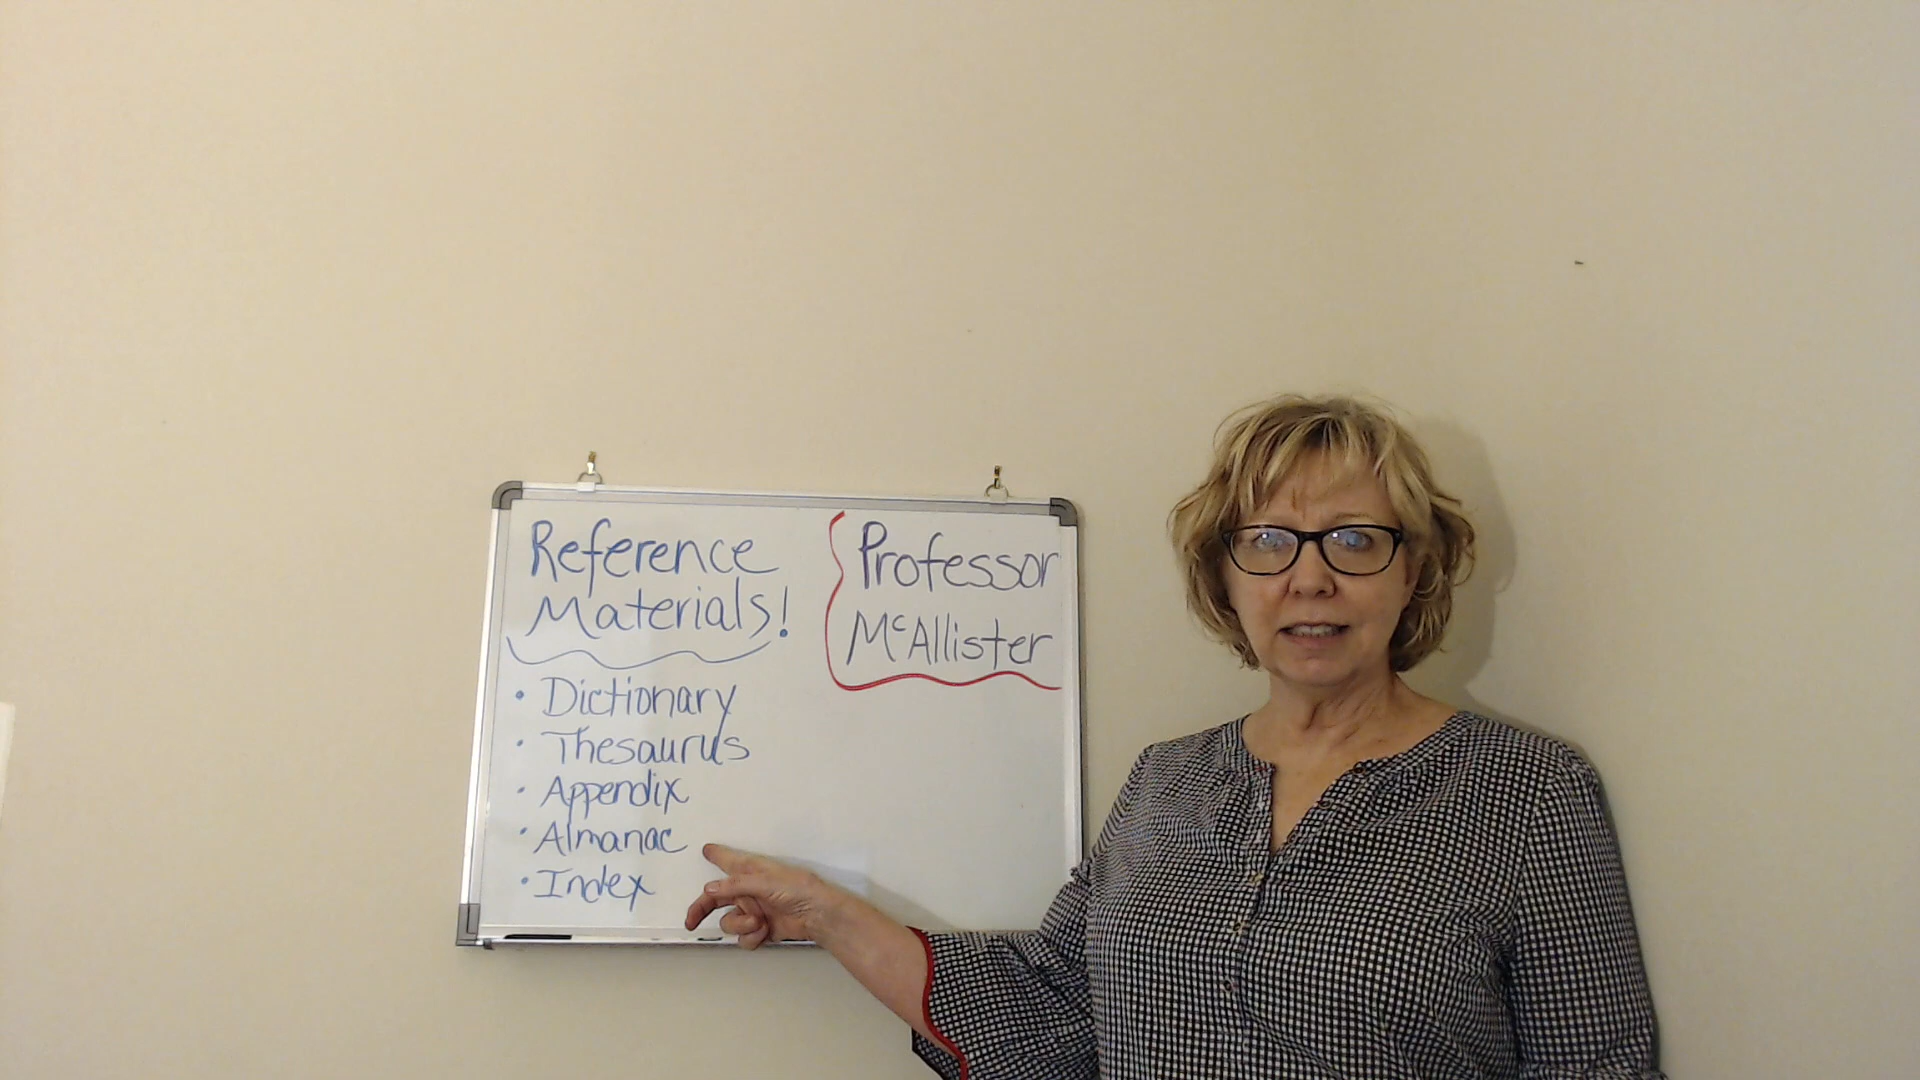 Reference
Materials!
• Dictionary
• Thesaurus
• Appendix
• Almanac
• Index
Professor
McAllister